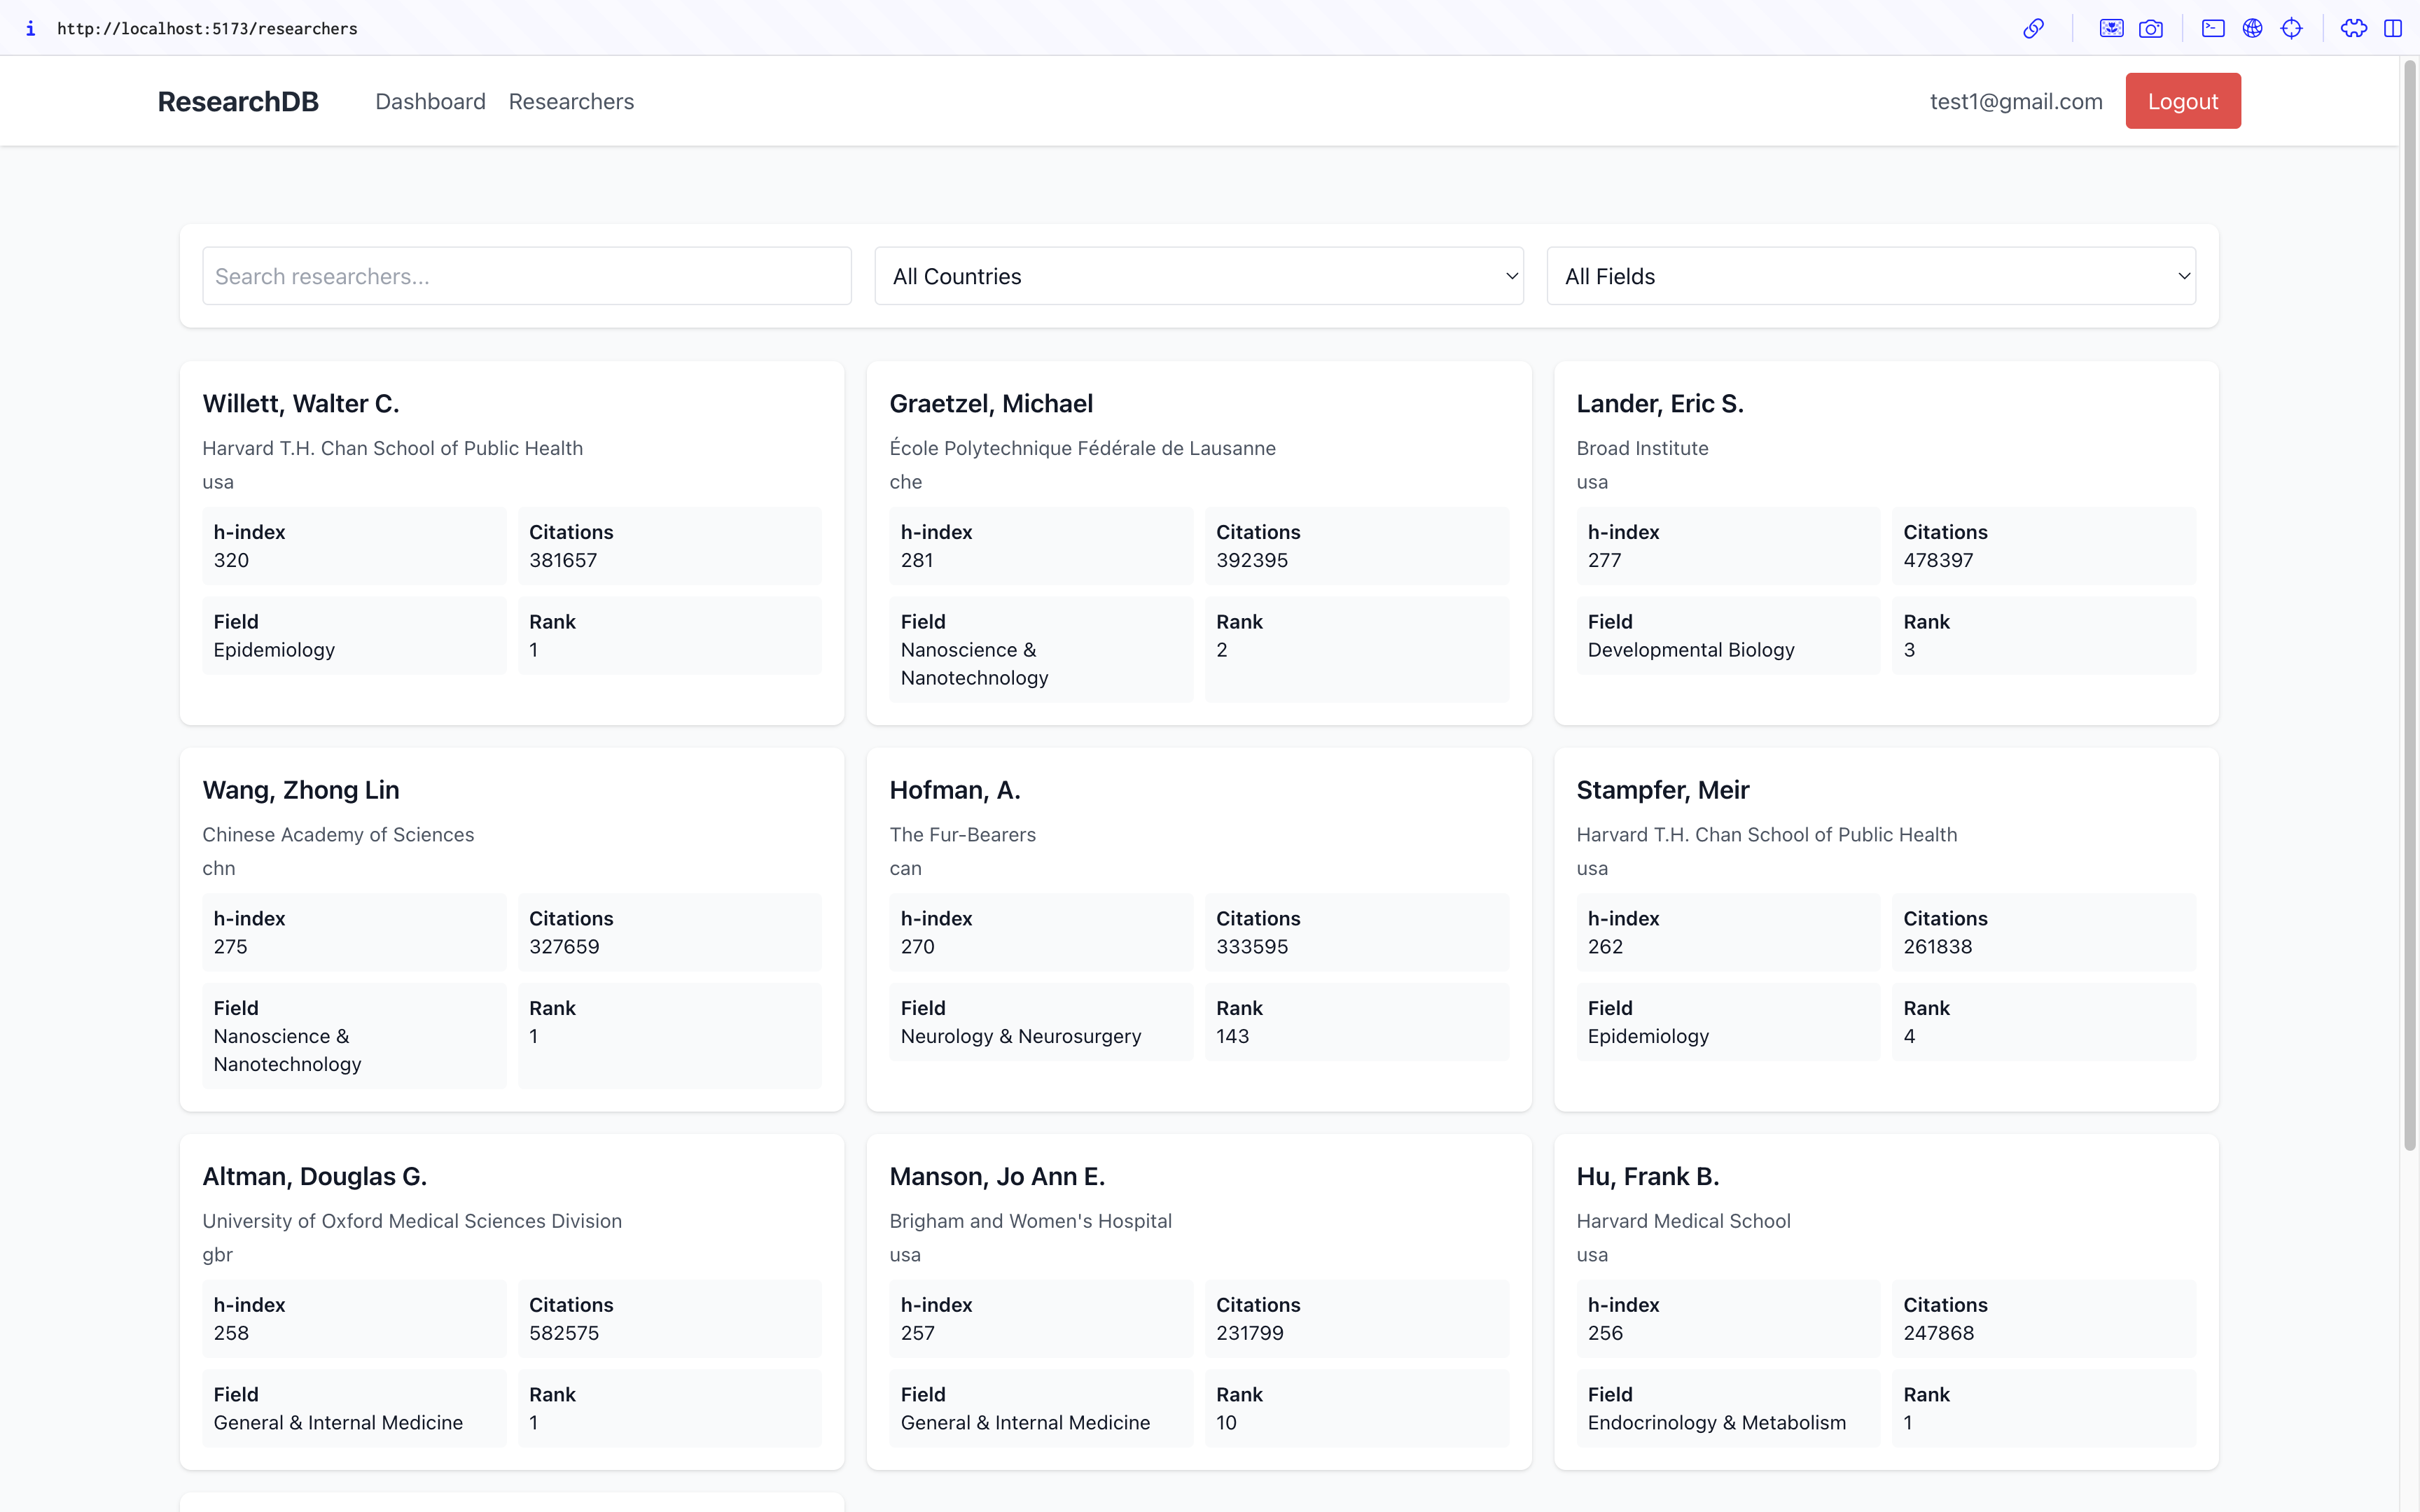 http://localhost:5173/researchers
ResearchDB Dashboard Researchers test1@gmail.com Logout
Search researchers... All Countries All Fields
Willett, Walter C.
Harvard T.H. Chan School of Public Health
usa
h-index Citations
320 381657
Field Rank
Epidemiology 1
Graetzel, Michael
École Polytechnique Fédérale de Lausanne
che
h-index Citations
281 392395
Field Rank
Nanoscience & 2
Nanotechnology
Lander, Eric S.
Broad Institute
usa
h-index Citations
277 478397
Field Rank
Developmental Biology 3
Wang, Zhong Lin
Chinese Academy of Sciences
chn
h-index Citations
275 327659
Field Rank
Nanoscience & 1
Nanotechnology
Hofman, A.
The Fur-Bearers
can
h-index Citations
270 333595
Field Rank
Neurology & Neurosurgery 143
Stampfer, Meir
Harvard T.H. Chan School of Public Health
usa
h-index Citations
262 261838
Field Rank
Epidemiology 4
Altman, Douglas G.
University of Oxford Medical Sciences Division
gbr
h-index Citations
258 582575
Field Rank
General & Internal Medicine 1
Manson, Jo Ann E.
Brigham and Women's Hospital
usa
h-index Citations
257 231799
Field Rank
General & Internal Medicine 10
Hu, Frank B.
Harvard Medical School
usa
h-index Citations
256 247868
Field Rank
Endocrinology & Metabolism 1